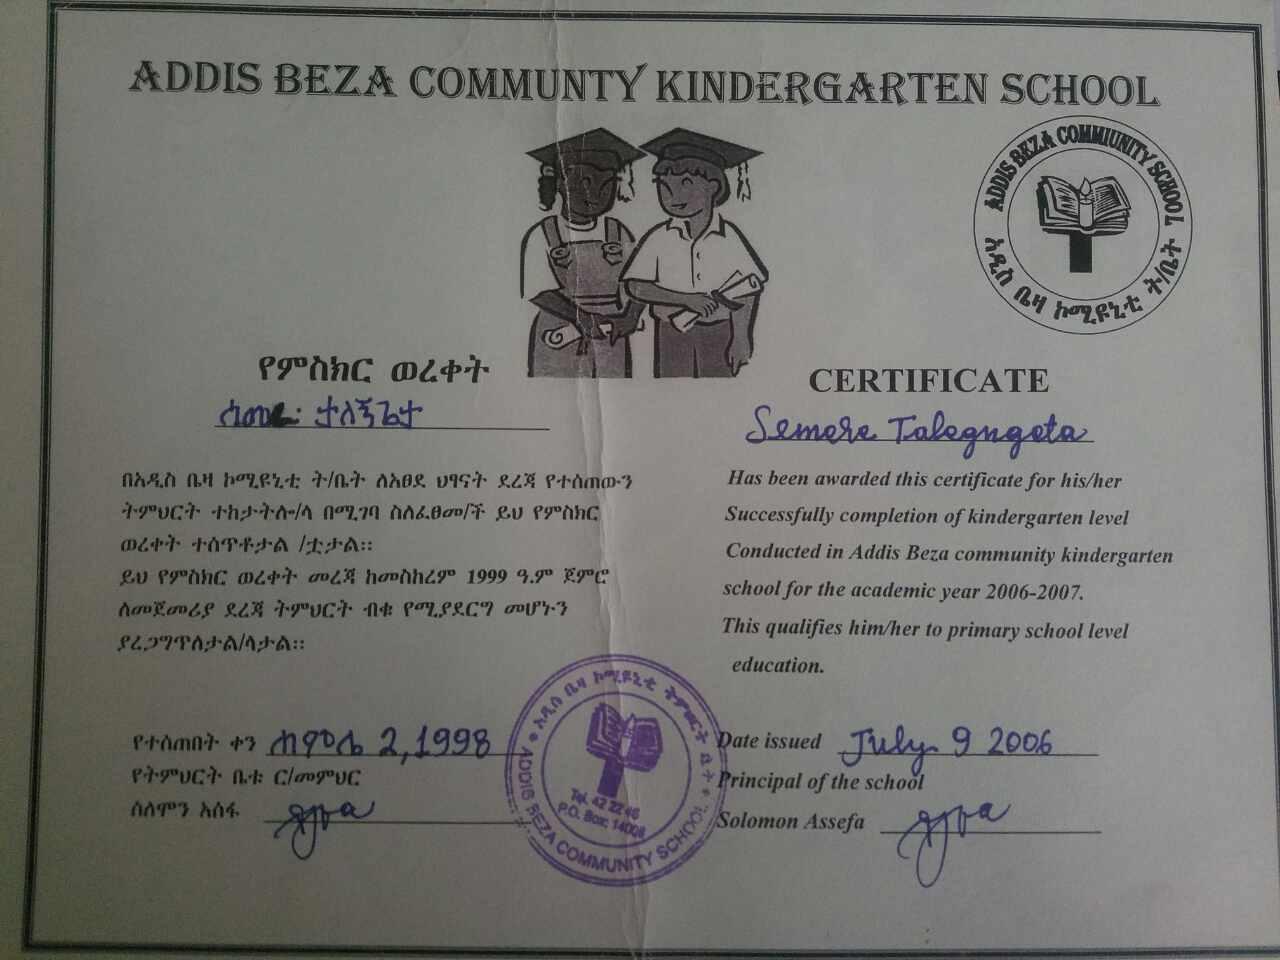 ADDIS BEZA COMMUNTY KINDERGARTEN SCHOOL
ADDIS BEZA COMMIUNITY SCHOOL
አዲስ ቤዛ ኮሚዩኒቲ ት/ቤት
የምስክር ወረቀት
ሰመረ ታለጓጌታ
በአዲስ ቤዛ ኮሚዩኒቲ ት/ቤት ለአፀደ ህፃናት ደረጃ የተሰጠውን
ትምህርት ተከታትሎ/ላ በሚገባ ስለፈፀመ/ች ይህ የምስክር
ወረቀት ተሰጥቶታል /ቷታል።
ይህ የምስክር ወረቀት መረጃ ከመስከረም 1999 ዓ.ም ጀምሮ
ለመጀመሪያ ደረጃ ትምህርት ብቁ የሚያደርግ መሆኑን
ያረጋግጥለታል/ላታል።
የተሰጠበት ቀን ሐምሌ 2,1998
የትምህርት ቤቱ ር/መምህር
ሰለሞን አሰፋ
CERTIFICATE
Semere Talegngeta
Has been awarded this certificate for his/her
Successfully completion of kindergarten level
Conducted in Addis Beza community kindergarten
school for the academic year 2006-2007.
This qualifies him/her to primary school level
education.
Date issued July 9 2006
Principal of the school
Solomon Assefa
አዲስ ቤዛ ኮሚዩኒቲ ትምህርት ቤት
Tel. 42 22 46
P.O. Box: 14008
ADDIS BEZA COMMUNITY SCHOOL